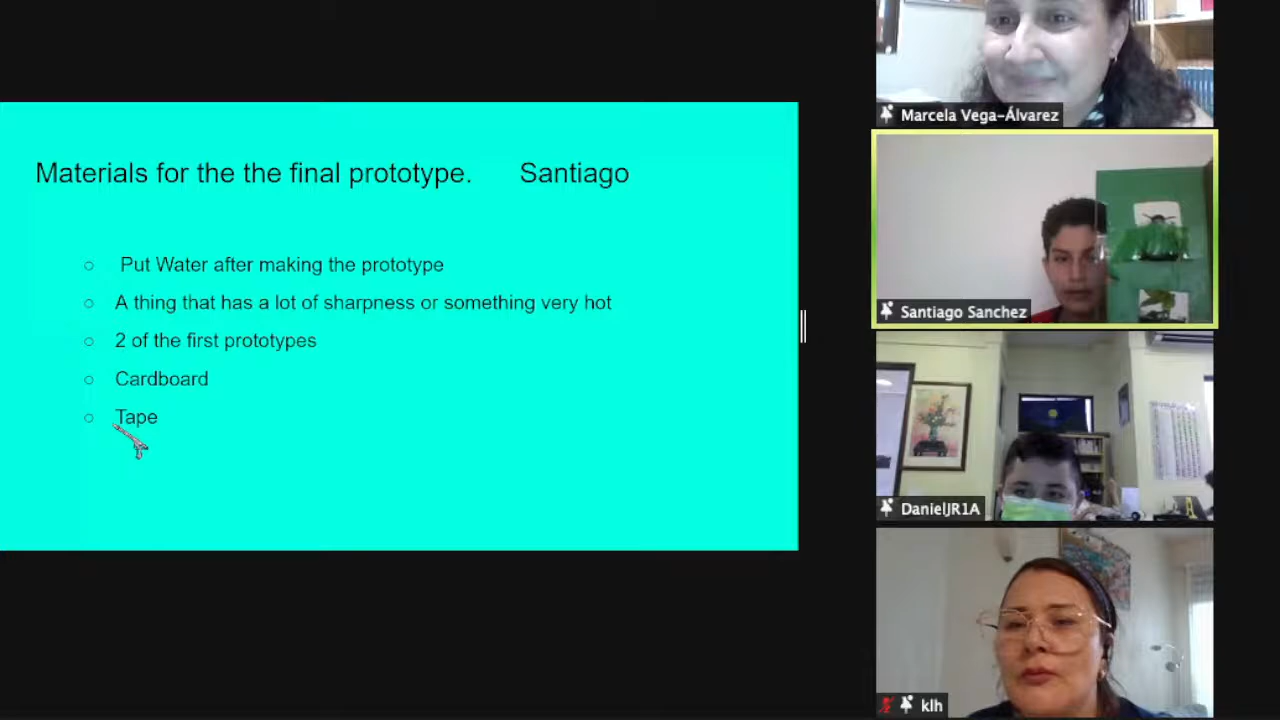 Materials for the the final prototype. Santiago
Put Water after making the prototype
A thing that has a lot of sharpness or something very hot
2 of the first prototypes
Cardboard
Tape
Marcela Vega-Álvarez
Santiago Sanchez
DanielJR1A
klh